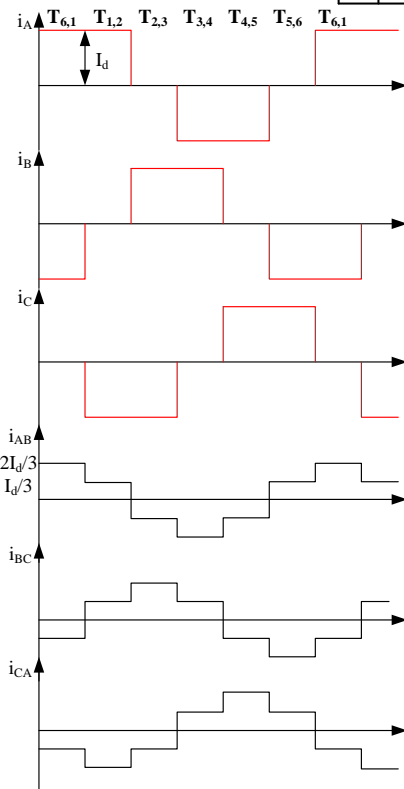 i_A T_6,1 T_1,2 T_2,3 T_3,4 T_4,5 T_5,6 T_6,1
I_d
i_B
i_C
i_AB
2I_d/3
I_d/3
i_BC
i_CA